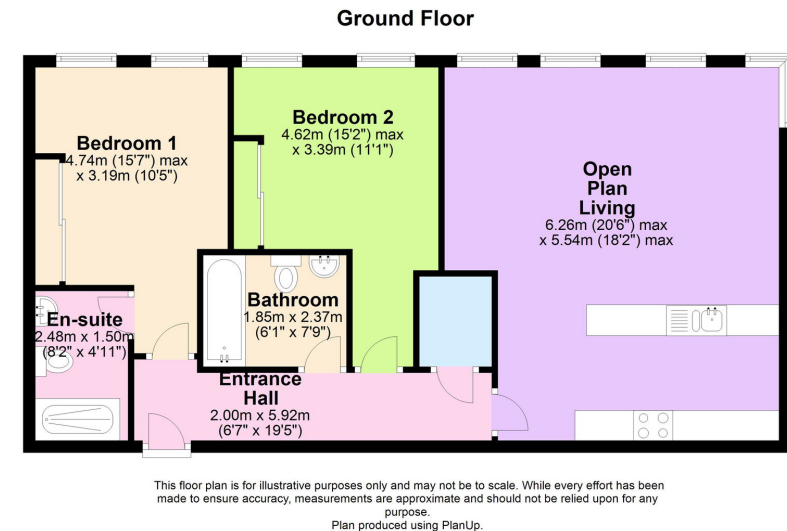 Ground Floor
Bedroom 1
4.74m (15'7") max
x 3.19m (10'5")
Bedroom 2
4.62m (15'2") max
x 3.39m (11'1")
Open
Plan
Living
6.26m (20'6") max
x 5.54m (18'2") max
En-suite
2.48m x 1.50m
(8'2" x 4'11")
Bathroom
1.85m x 2.37m
(6'1" x 7'9")
Entrance
Hall
2.00m x 5.92m
(6'7" x 19'5")
This floor plan is for illustrative purposes only and may not be to scale. While every effort has been
made to ensure accuracy, measurements are approximate and should not be relied upon for any
purpose.
Plan produced using PlanUp.